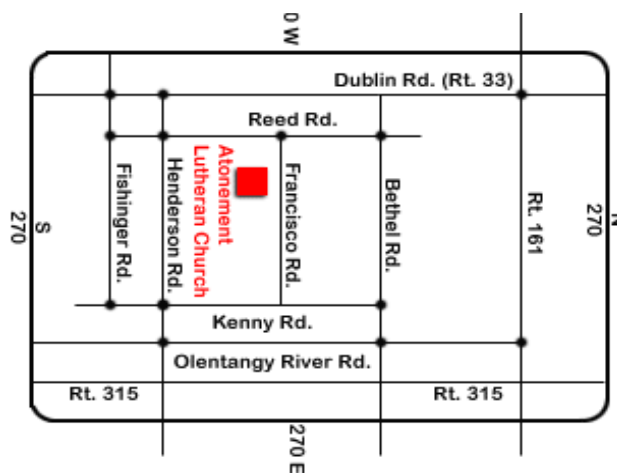 270 W
Dublin Rd. (Rt. 33)
Reed Rd.
Atonement
Lutheran Church
Fishinger Rd.
Henderson Rd.
Francisco Rd.
Bethel Rd.
Rt. 161
S
270
N
270
Kenny Rd.
Olentangy River Rd.
Rt. 315
Rt. 315
270 E